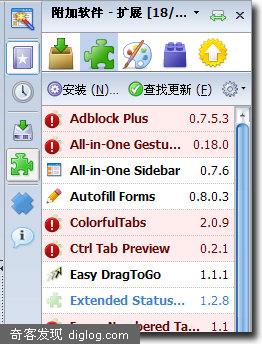 附加软件 - 扩展 [18/...
安装 (N)... 查找更新 (F)
Adblock Plus 0.7.5.3
All-in-One Gestu... 0.18.0
All-in-One Sidebar 0.7.6
Autofill Forms 0.8.0.3
ColorfulTabs 2.0.9
Ctrl Tab Preview 0.2.1
Easy DragToGo 1.1.1
Extended Status... 1.2.8
Numbered Ta... 1.1
奇客发现 diglog.com